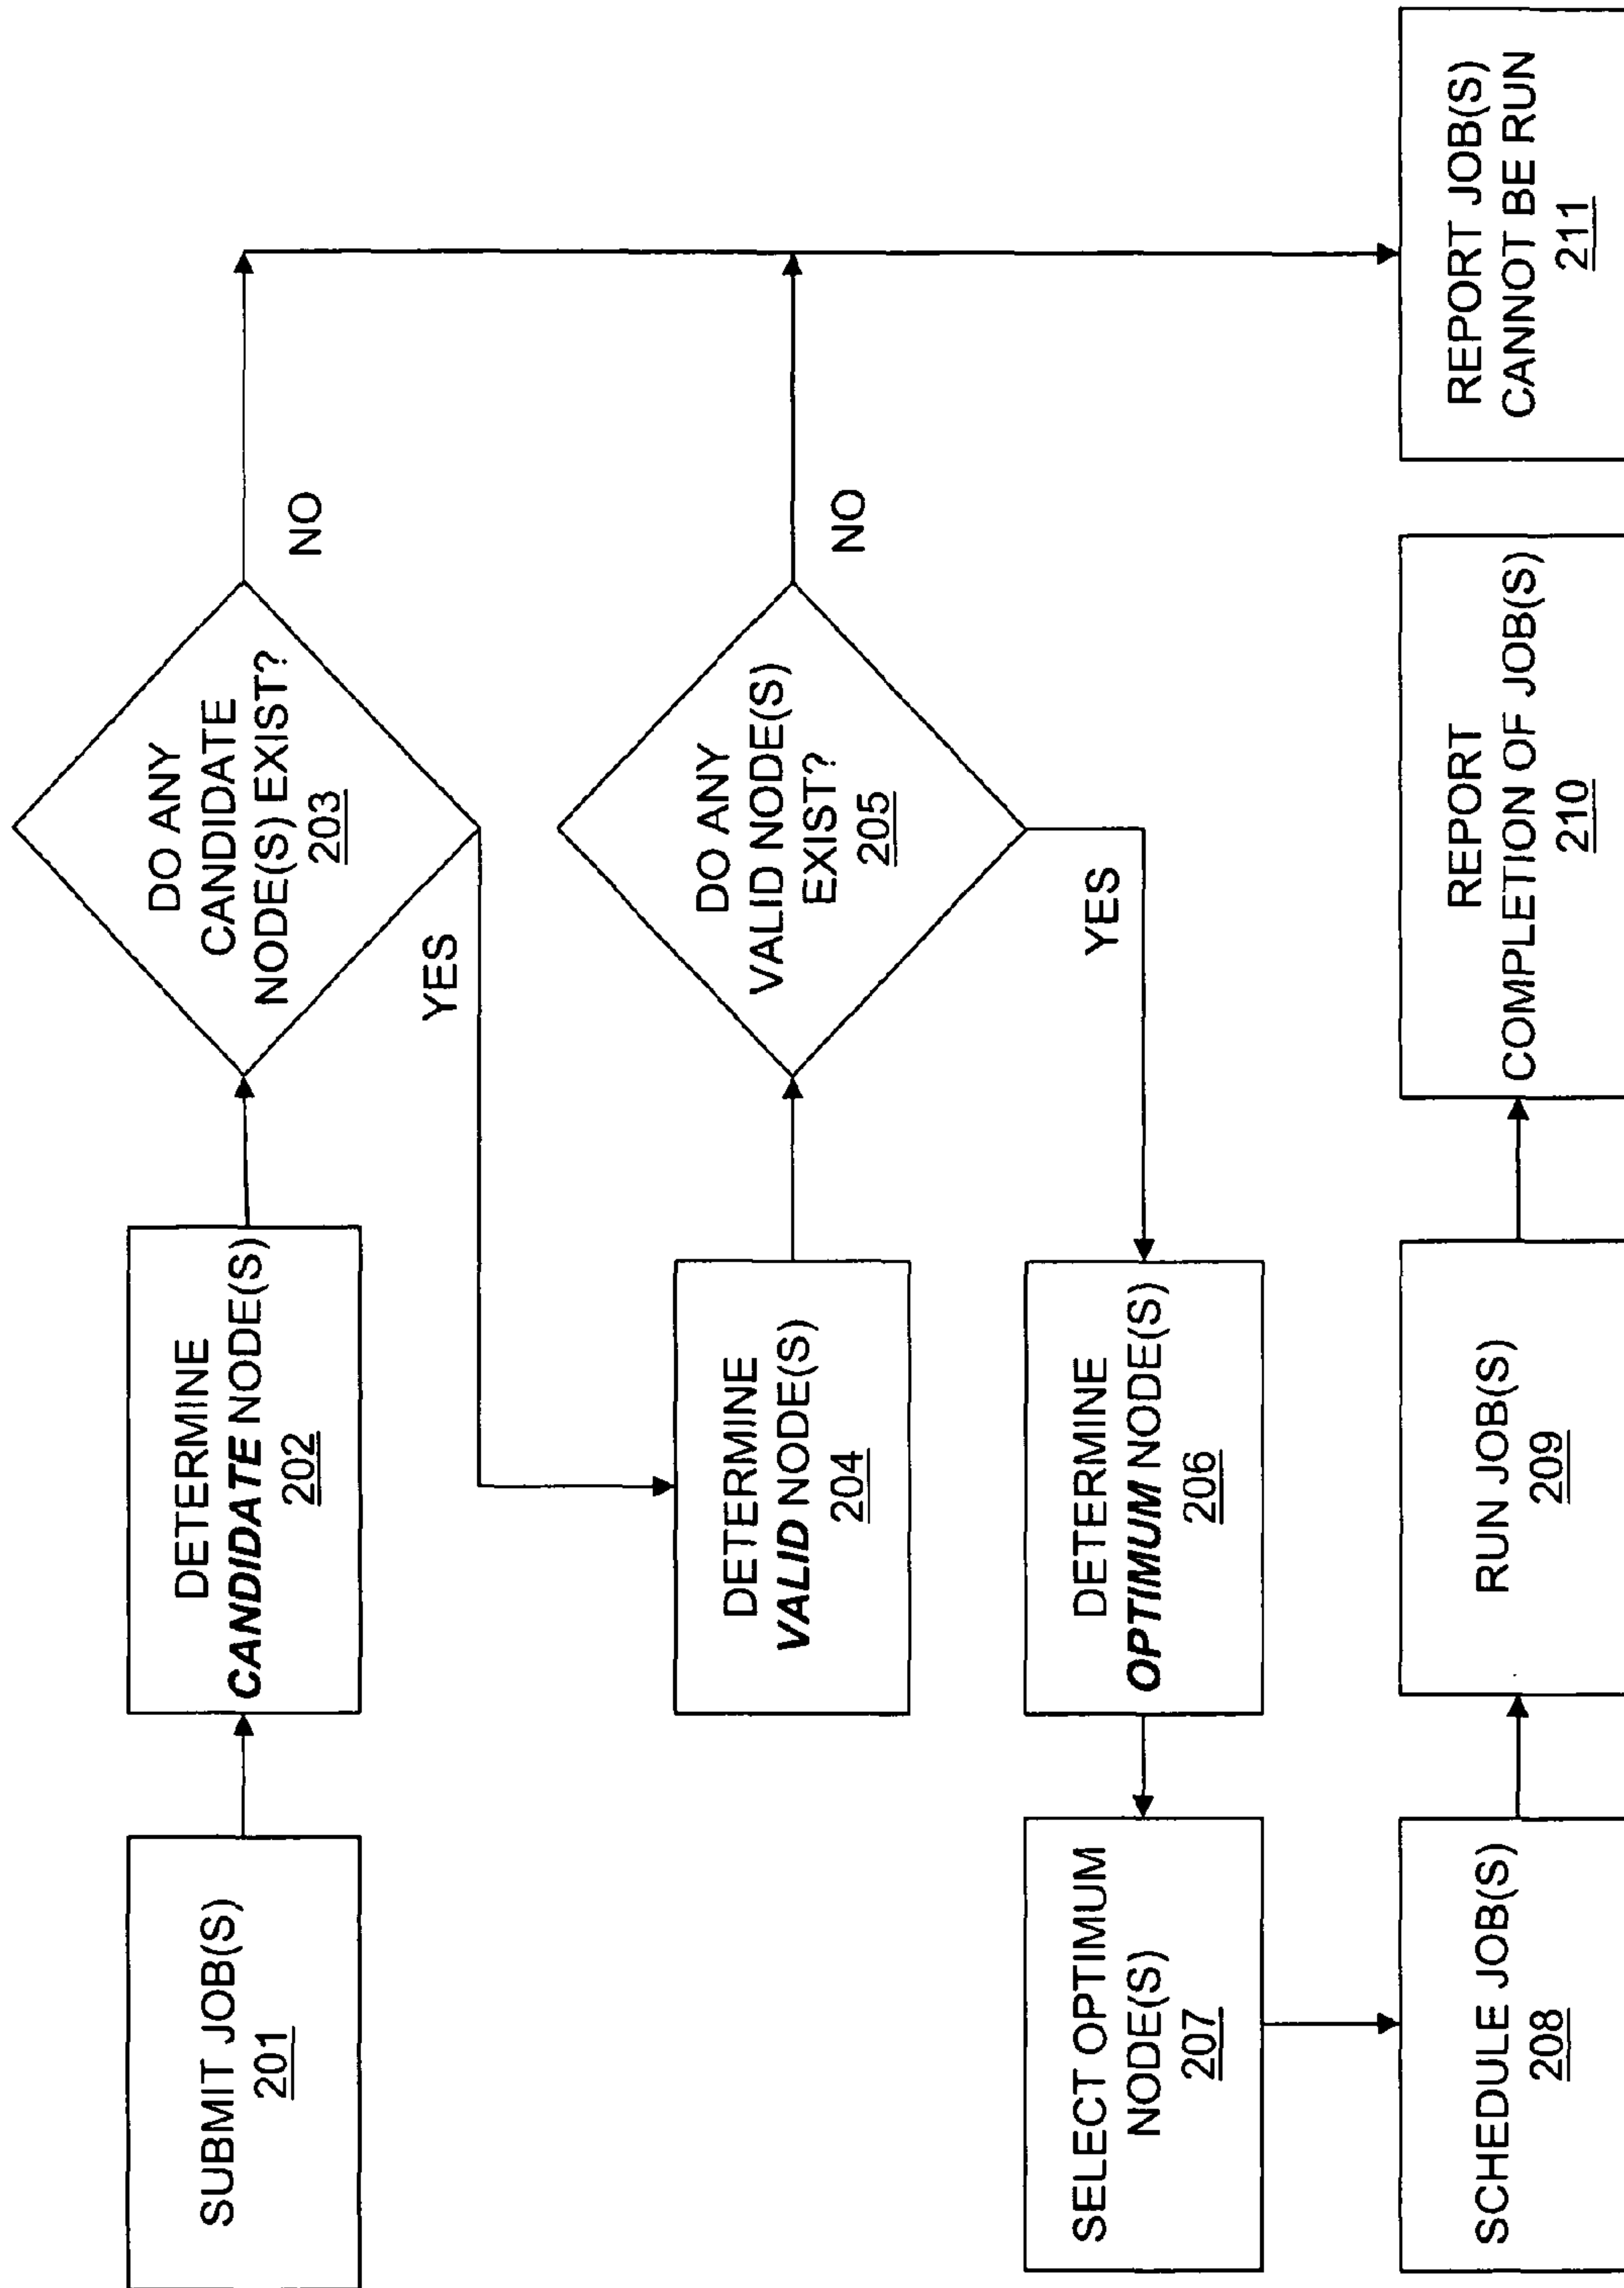 SUBMIT JOB(S)
201
DETERMINE
CANDIDATE NODE(S)
202
DO ANY
CANDIDATE
NODE(S) EXIST?
203
NO
YES
DETERMINE
VALID NODE(S)
204
DO ANY
VALID NODE(S)
EXIST?
205
NO
YES
DETERMINE
OPTIMUM NODE(S)
206
SELECT OPTIMUM
NODE(S)
207
SCHEDULE JOB(S)
208
RUN JOB(S)
209
REPORT
COMPLETION OF JOB(S)
210
REPORT JOB(S)
CANNOT BE RUN
211